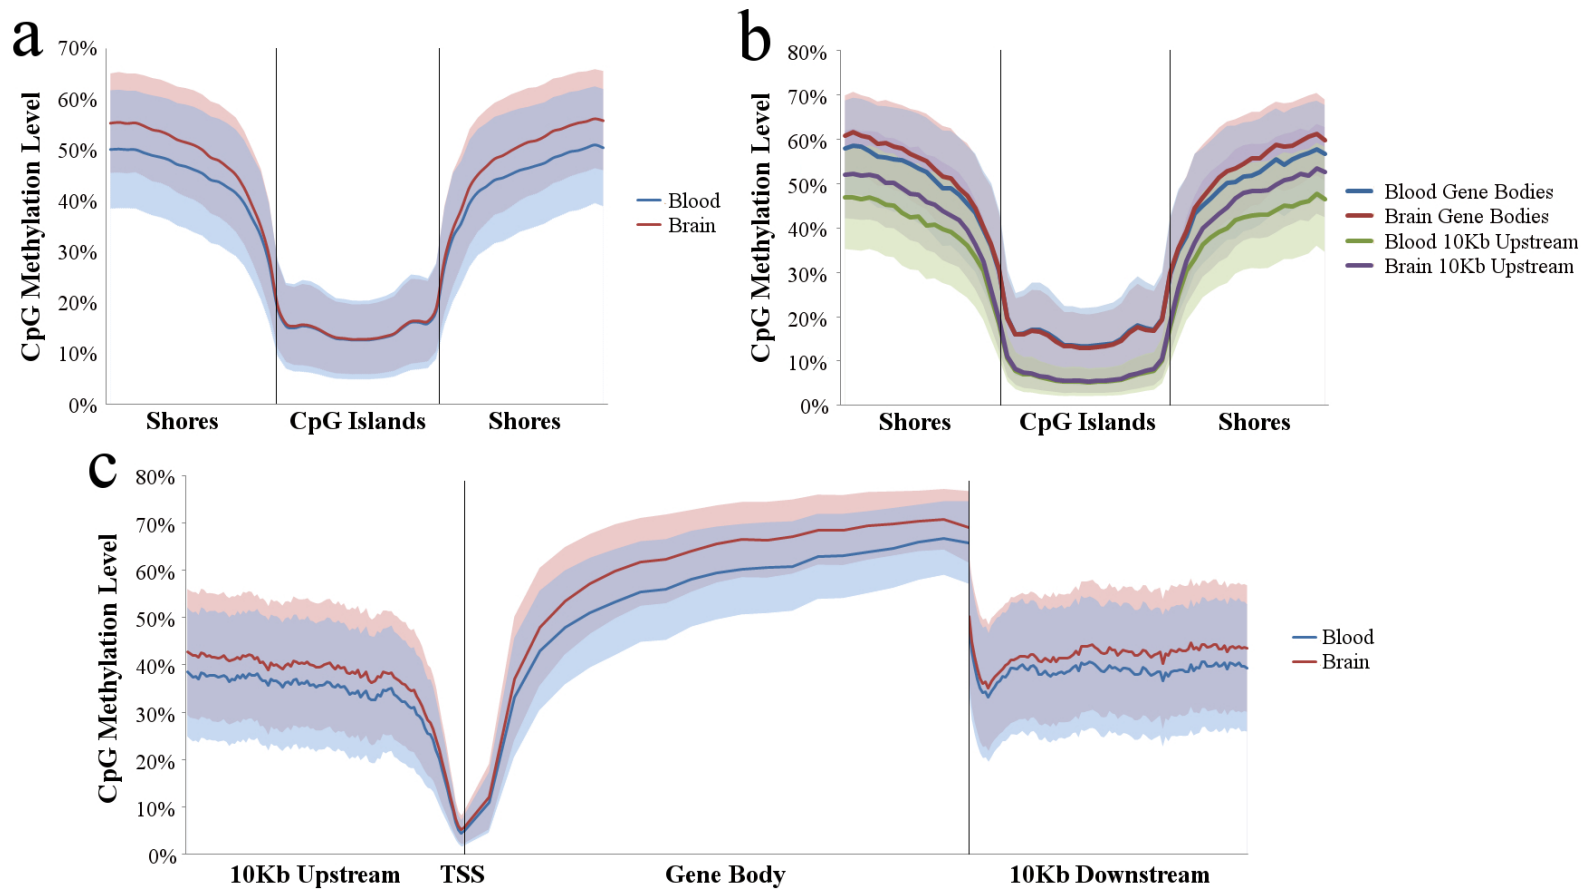 a
CpG Methylation Level
70%
60%
50%
40%
30%
20%
10%
0%
Shores CpG Islands Shores
Blood
Brain
b
CpG Methylation Level
80%
70%
60%
50%
40%
30%
20%
10%
0%
Shores CpG Islands Shores
Blood Gene Bodies
Brain Gene Bodies
Blood 10Kb Upstream
Brain 10Kb Upstream
c
CpG Methylation Level
80%
70%
60%
50%
40%
30%
20%
10%
0%
10Kb Upstream TSS Gene Body 10Kb Downstream
Blood
Brain